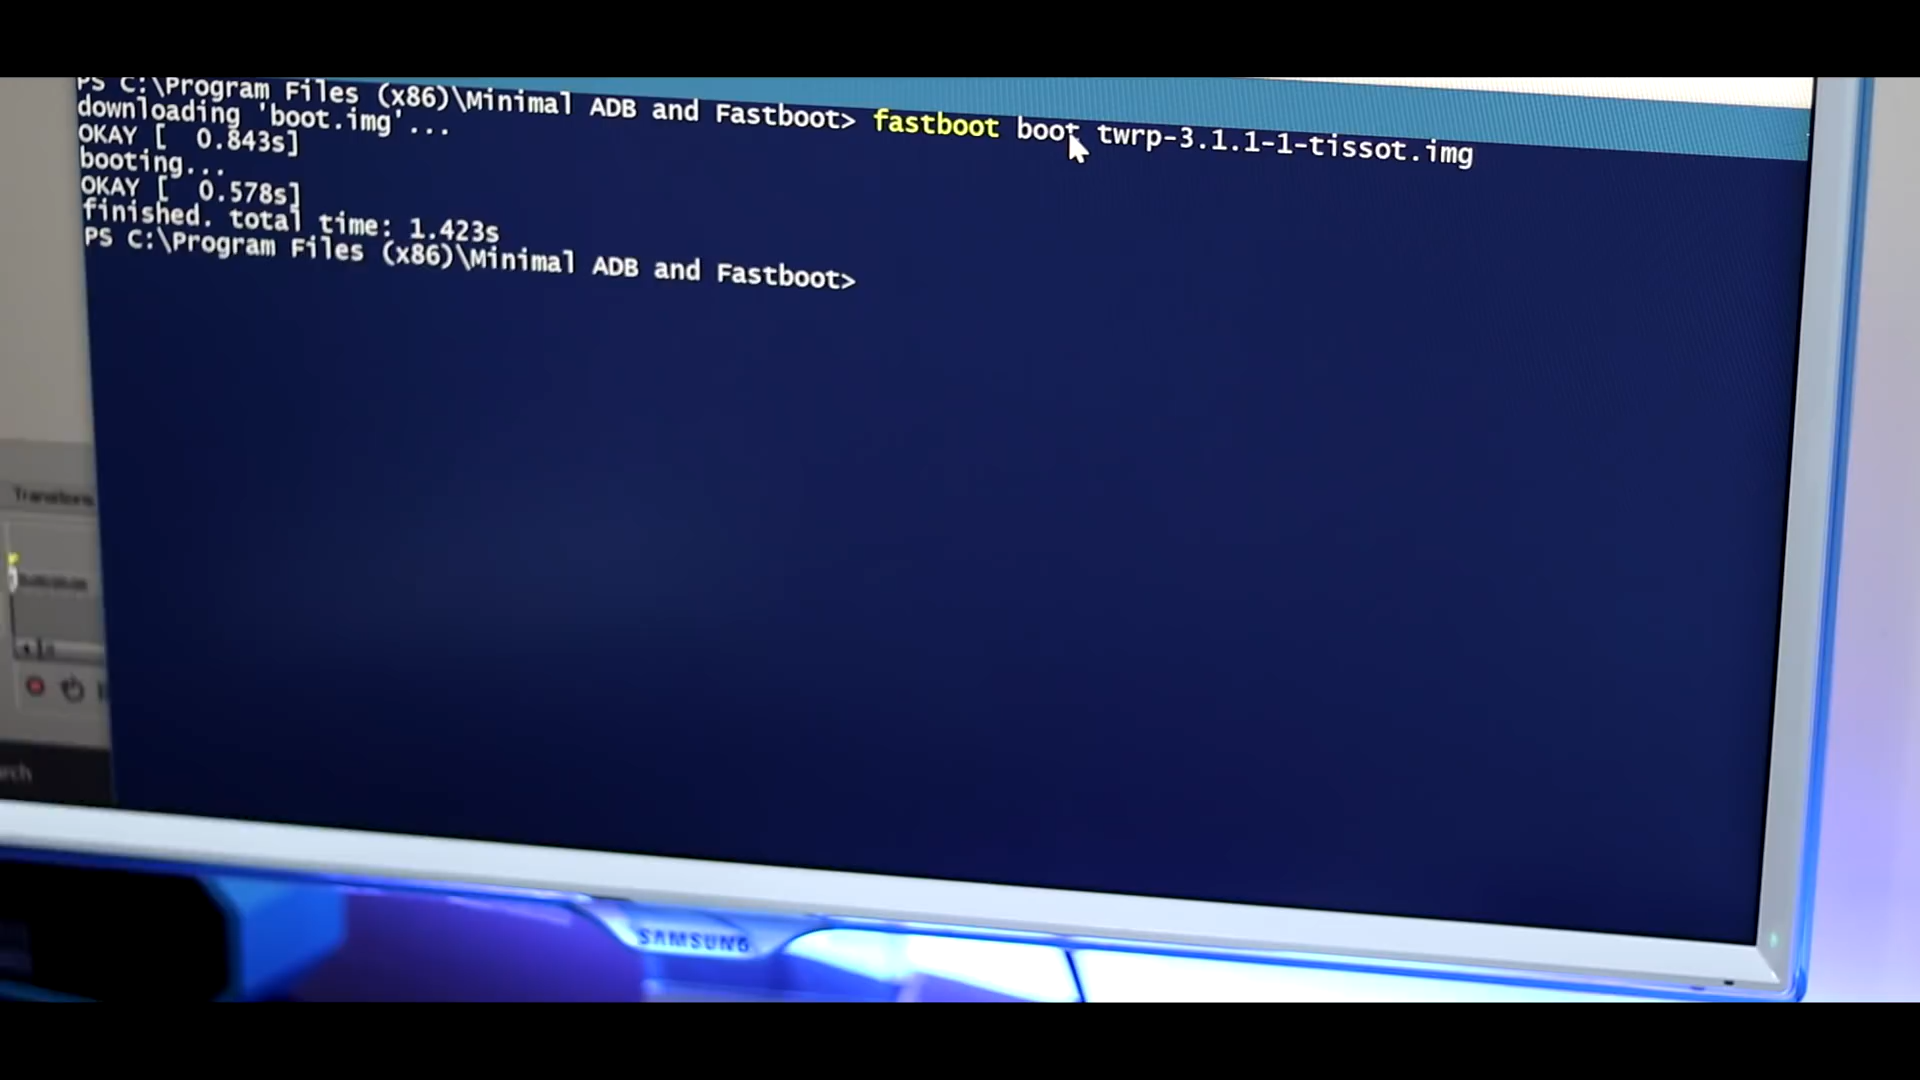 PS C:\Program Files (x86)\Minimal ADB and Fastboot> fastboot boot twrp-3.1.1-1-tissot.img
downloading 'boot.img'...
OKAY [  0.843s]
booting...
OKAY [  0.578s]
finished. total time: 1.423s
PS C:\Program Files (x86)\Minimal ADB and Fastboot>
Transform
SAMSUNG